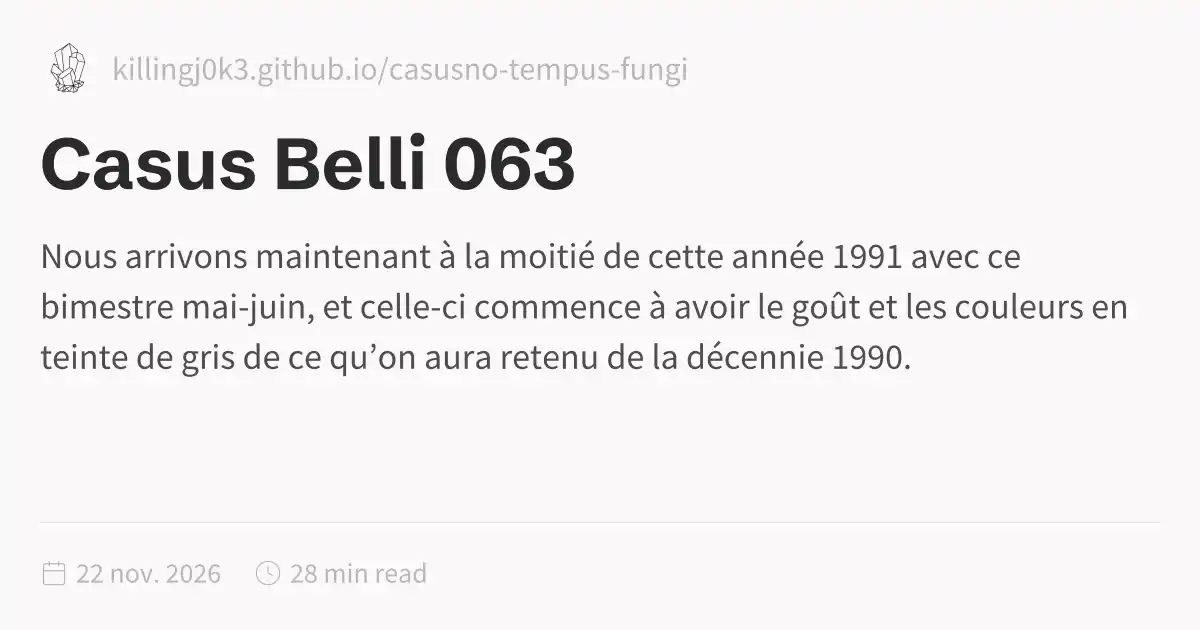 killingj0k3.github.io/casusno-tempus-fungi
Casus Belli 063
Nous arrivons maintenant à la moitié de cette année 1991 avec ce
bimestre mai-juin, et celle-ci commence à avoir le goût et les couleurs en
teinte de gris de ce qu’on aura retenu de la décennie 1990.
22 nov. 2026
28 min read